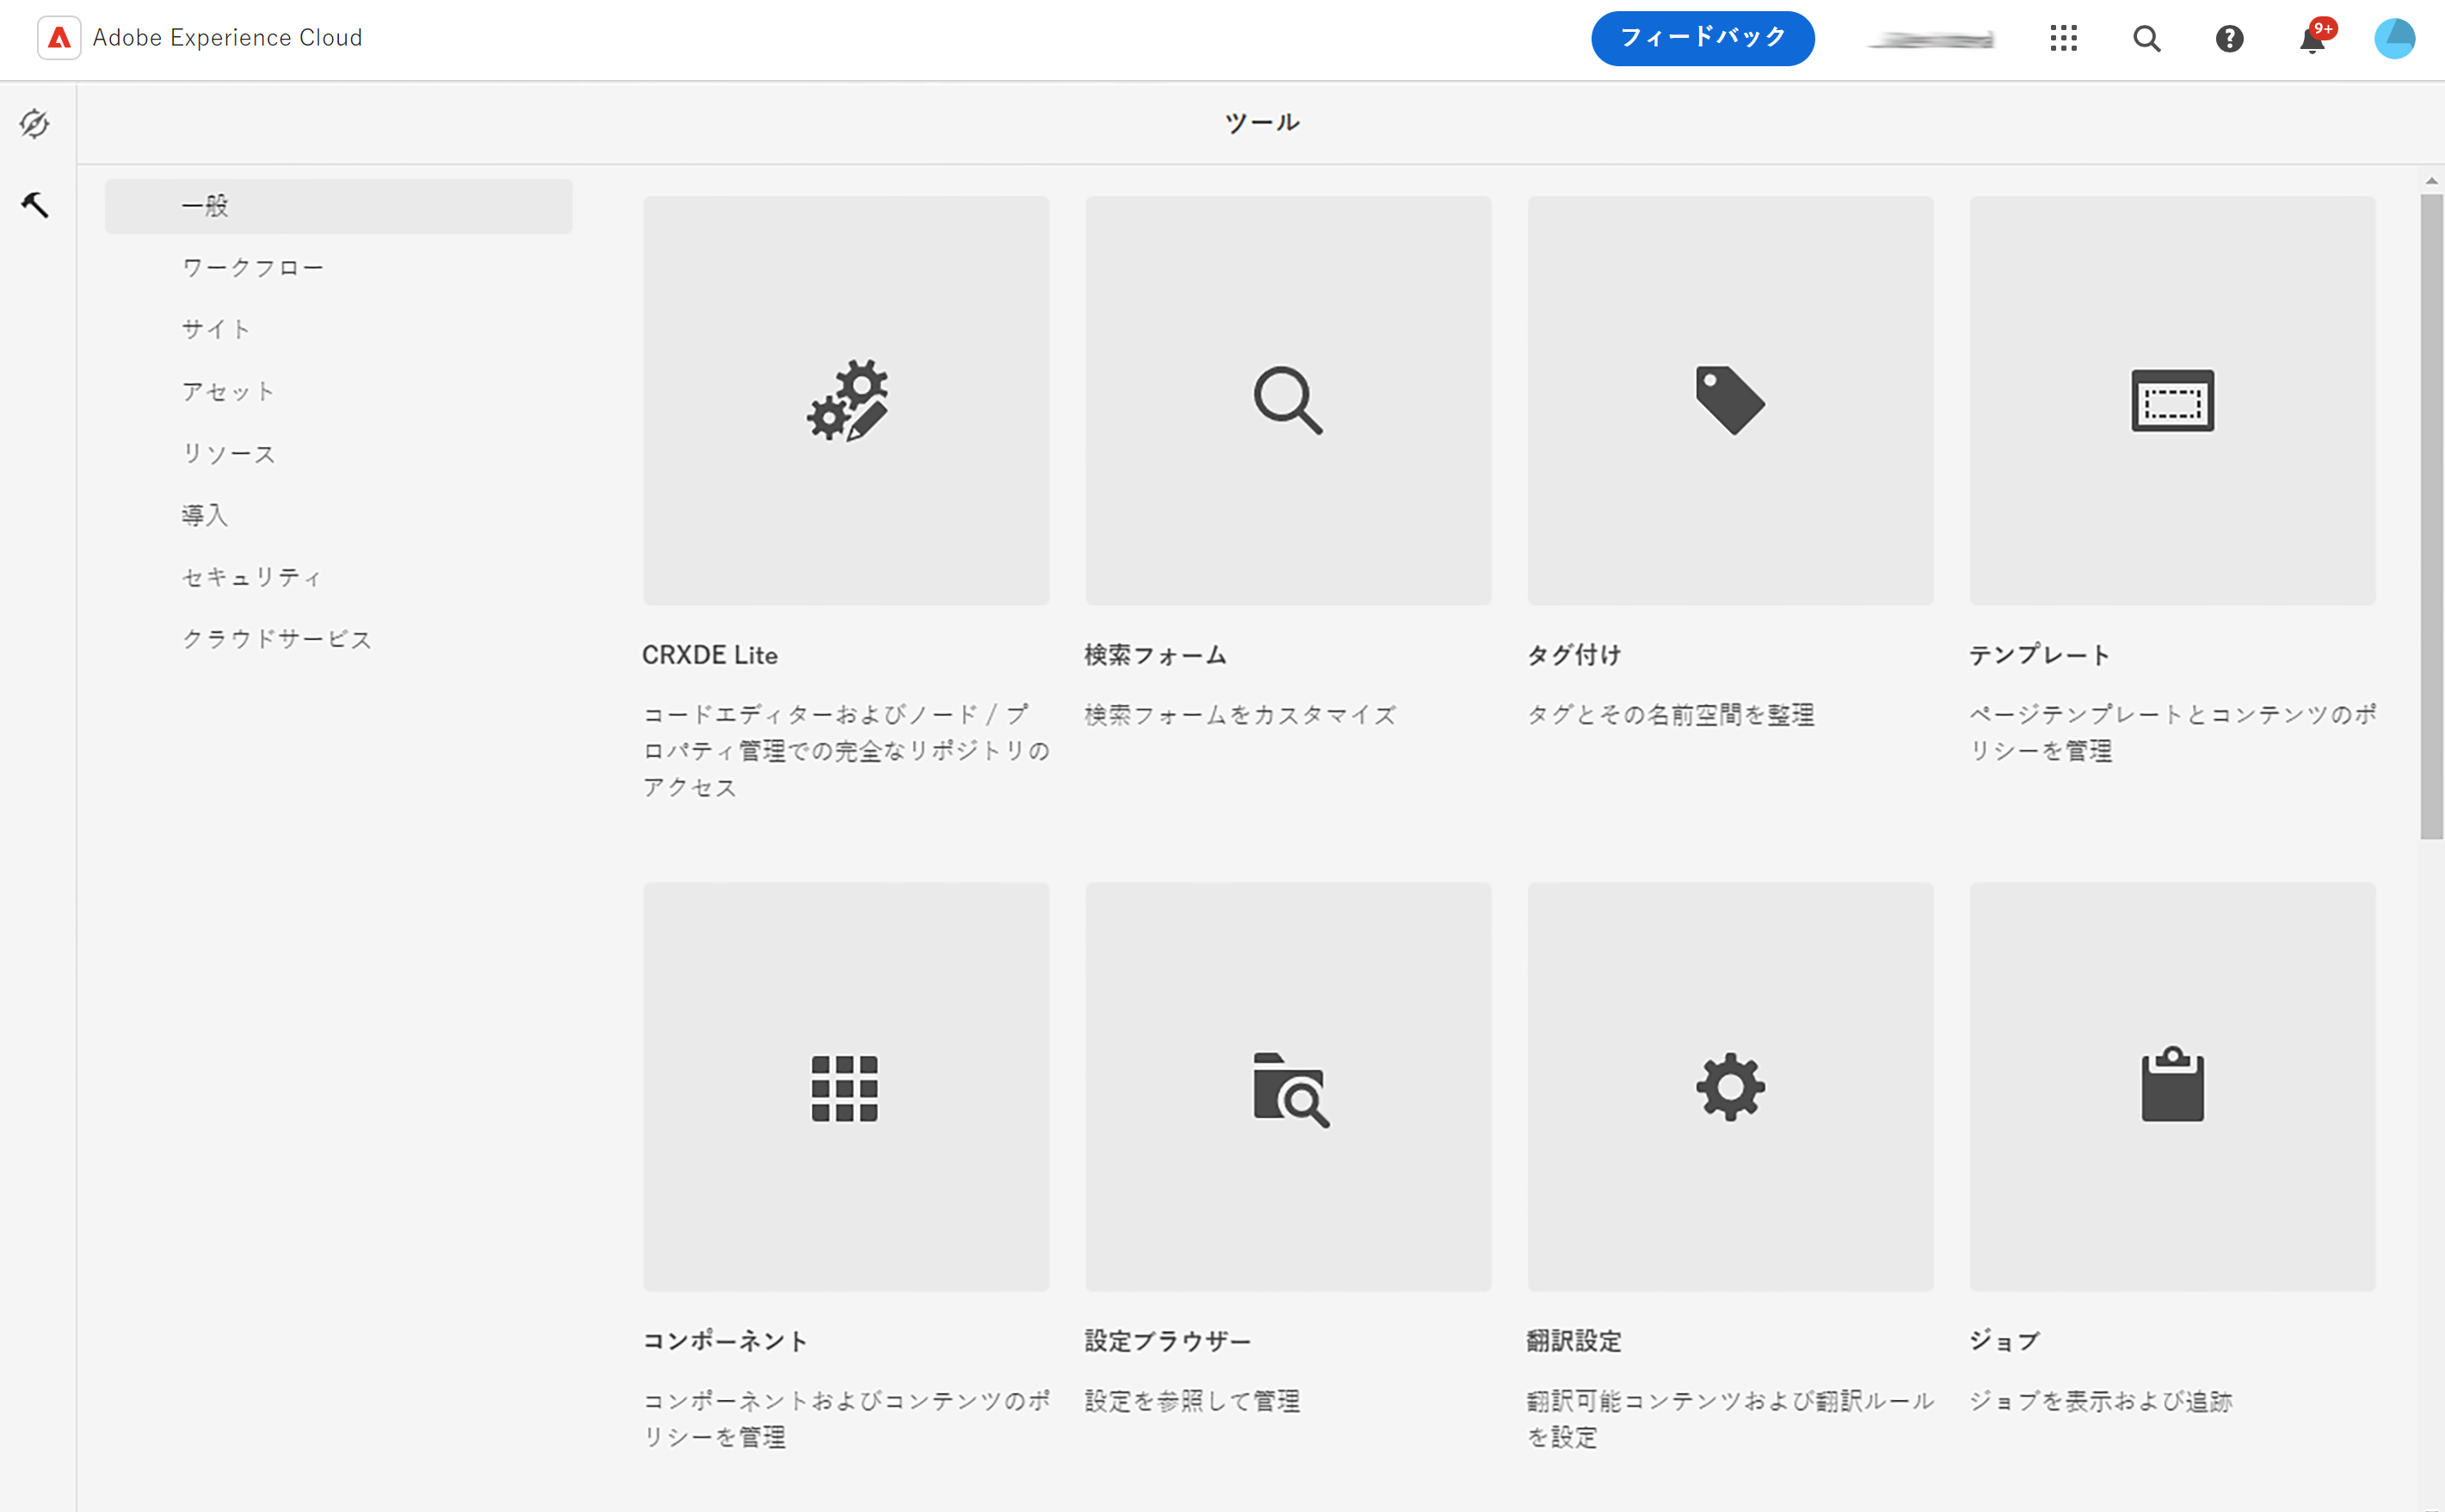 Adobe Experience Cloud
フィードバック
9+
ツール
一般
ワークフロー
サイト
アセット
リソース
導入
セキュリティ
クラウドサービス
CRXDE Lite
コードエディターおよびノード / プ
ロパティ管理での完全なリポジトリの
アクセス
検索フォーム
検索フォームをカスタマイズ
タグ付け
タグとその名前空間を整理
テンプレート
ページテンプレートとコンテンツのポ
リシーを管理
コンポーネント
コンポーネントおよびコンテンツのポ
リシーを管理
設定ブラウザー
設定を参照して管理
翻訳設定
翻訳可能コンテンツおよび翻訳ルール
を設定
ジョブ
ジョブを表示および追跡